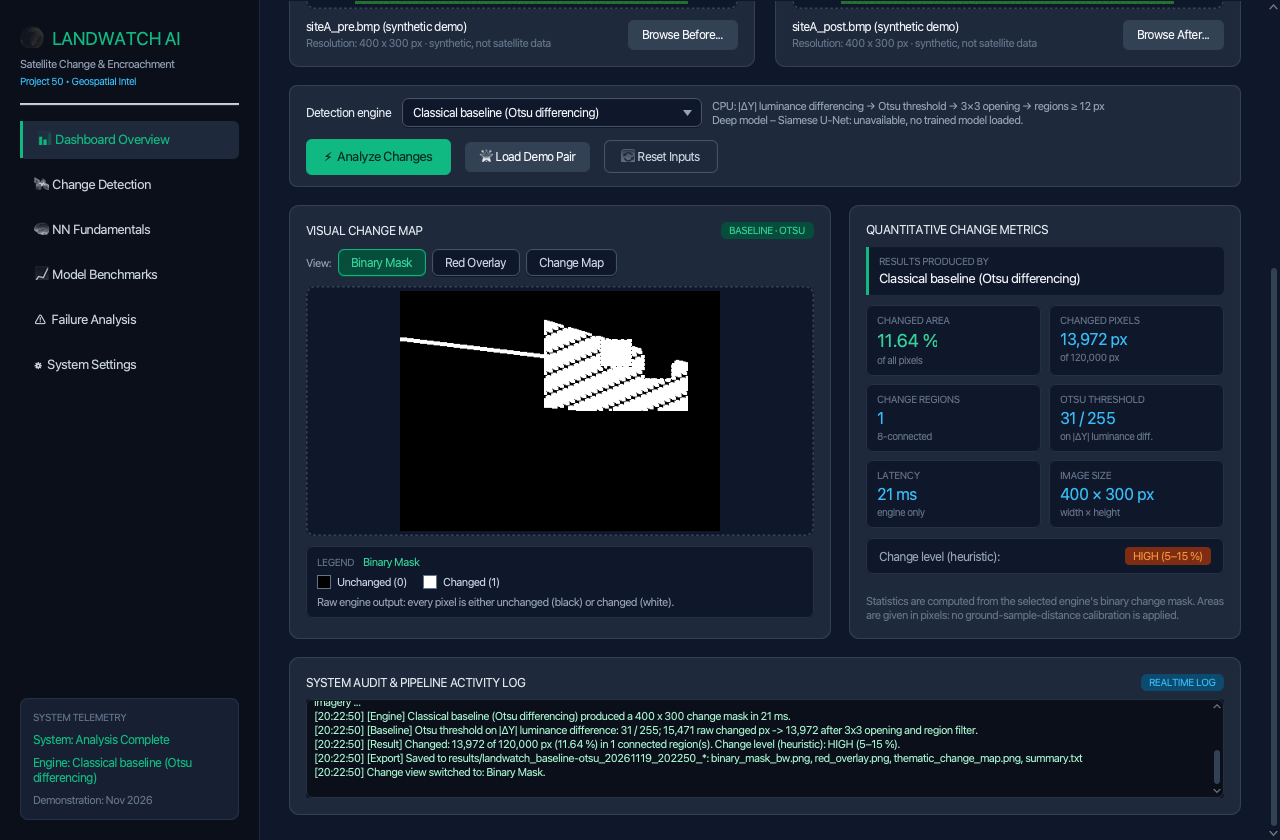 LANDWATCH AI
Satellite Change & Encroachment
Project 50 • Geospatial Intel
Dashboard Overview
Change Detection
NN Fundamentals
Model Benchmarks
Failure Analysis
System Settings
SYSTEM TELEMETRY
System: Analysis Complete
Engine: Classical baseline (Otsu
differencing)
Demonstration: Nov 2026
siteA_pre.bmp (synthetic demo)
Resolution: 400 x 300 px · synthetic, not satellite data
Browse Before...
siteA_post.bmp (synthetic demo)
Resolution: 400 x 300 px · synthetic, not satellite data
Browse After...
Detection engine
Classical baseline (Otsu differencing)
CPU: |ΔY| luminance differencing → Otsu threshold → 3×3 opening → regions ≥ 12 px
Deep model – Siamese U-Net: unavailable, no trained model loaded.
⚡ Analyze Changes
Load Demo Pair
Reset Inputs
VISUAL CHANGE MAP
BASELINE · OTSU
View:
Binary Mask
Red Overlay
Change Map
LEGEND Binary Mask
Unchanged (0)
Changed (1)
Raw engine output: every pixel is either unchanged (black) or changed (white).
QUANTITATIVE CHANGE METRICS
RESULTS PRODUCED BY
Classical baseline (Otsu differencing)
CHANGED AREA
11.64 %
of all pixels
CHANGED PIXELS
13,972 px
of 120,000 px
CHANGE REGIONS
1
8-connected
OTSU THRESHOLD
31 / 255
on |ΔY| luminance diff.
LATENCY
21 ms
engine only
IMAGE SIZE
400 × 300 px
width × height
Change level (heuristic):
HIGH (5–15 %)
Statistics are computed from the selected engine's binary change mask. Areas
are given in pixels: no ground-sample-distance calibration is applied.
SYSTEM AUDIT & PIPELINE ACTIVITY LOG
REALTIME LOG
imagery ...
[20:22:50] [Engine] Classical baseline (Otsu differencing) produced a 400 x 300 change mask in 21 ms.
[20:22:50] [Baseline] Otsu threshold on |ΔY| luminance difference: 31 / 255; 15,471 raw changed px -> 13,972 after 3x3 opening and region filter.
[20:22:50] [Result] Changed: 13,972 of 120,000 px (11.64 %) in 1 connected region(s). Change level (heuristic): HIGH (5–15 %).
[20:22:50] [Export] Saved to results/landwatch_baseline-otsu_20261119_202250_*: binary_mask_bw.png, red_overlay.png, thematic_change_map.png, summary.txt
[20:22:50] Change view switched to: Binary Mask.